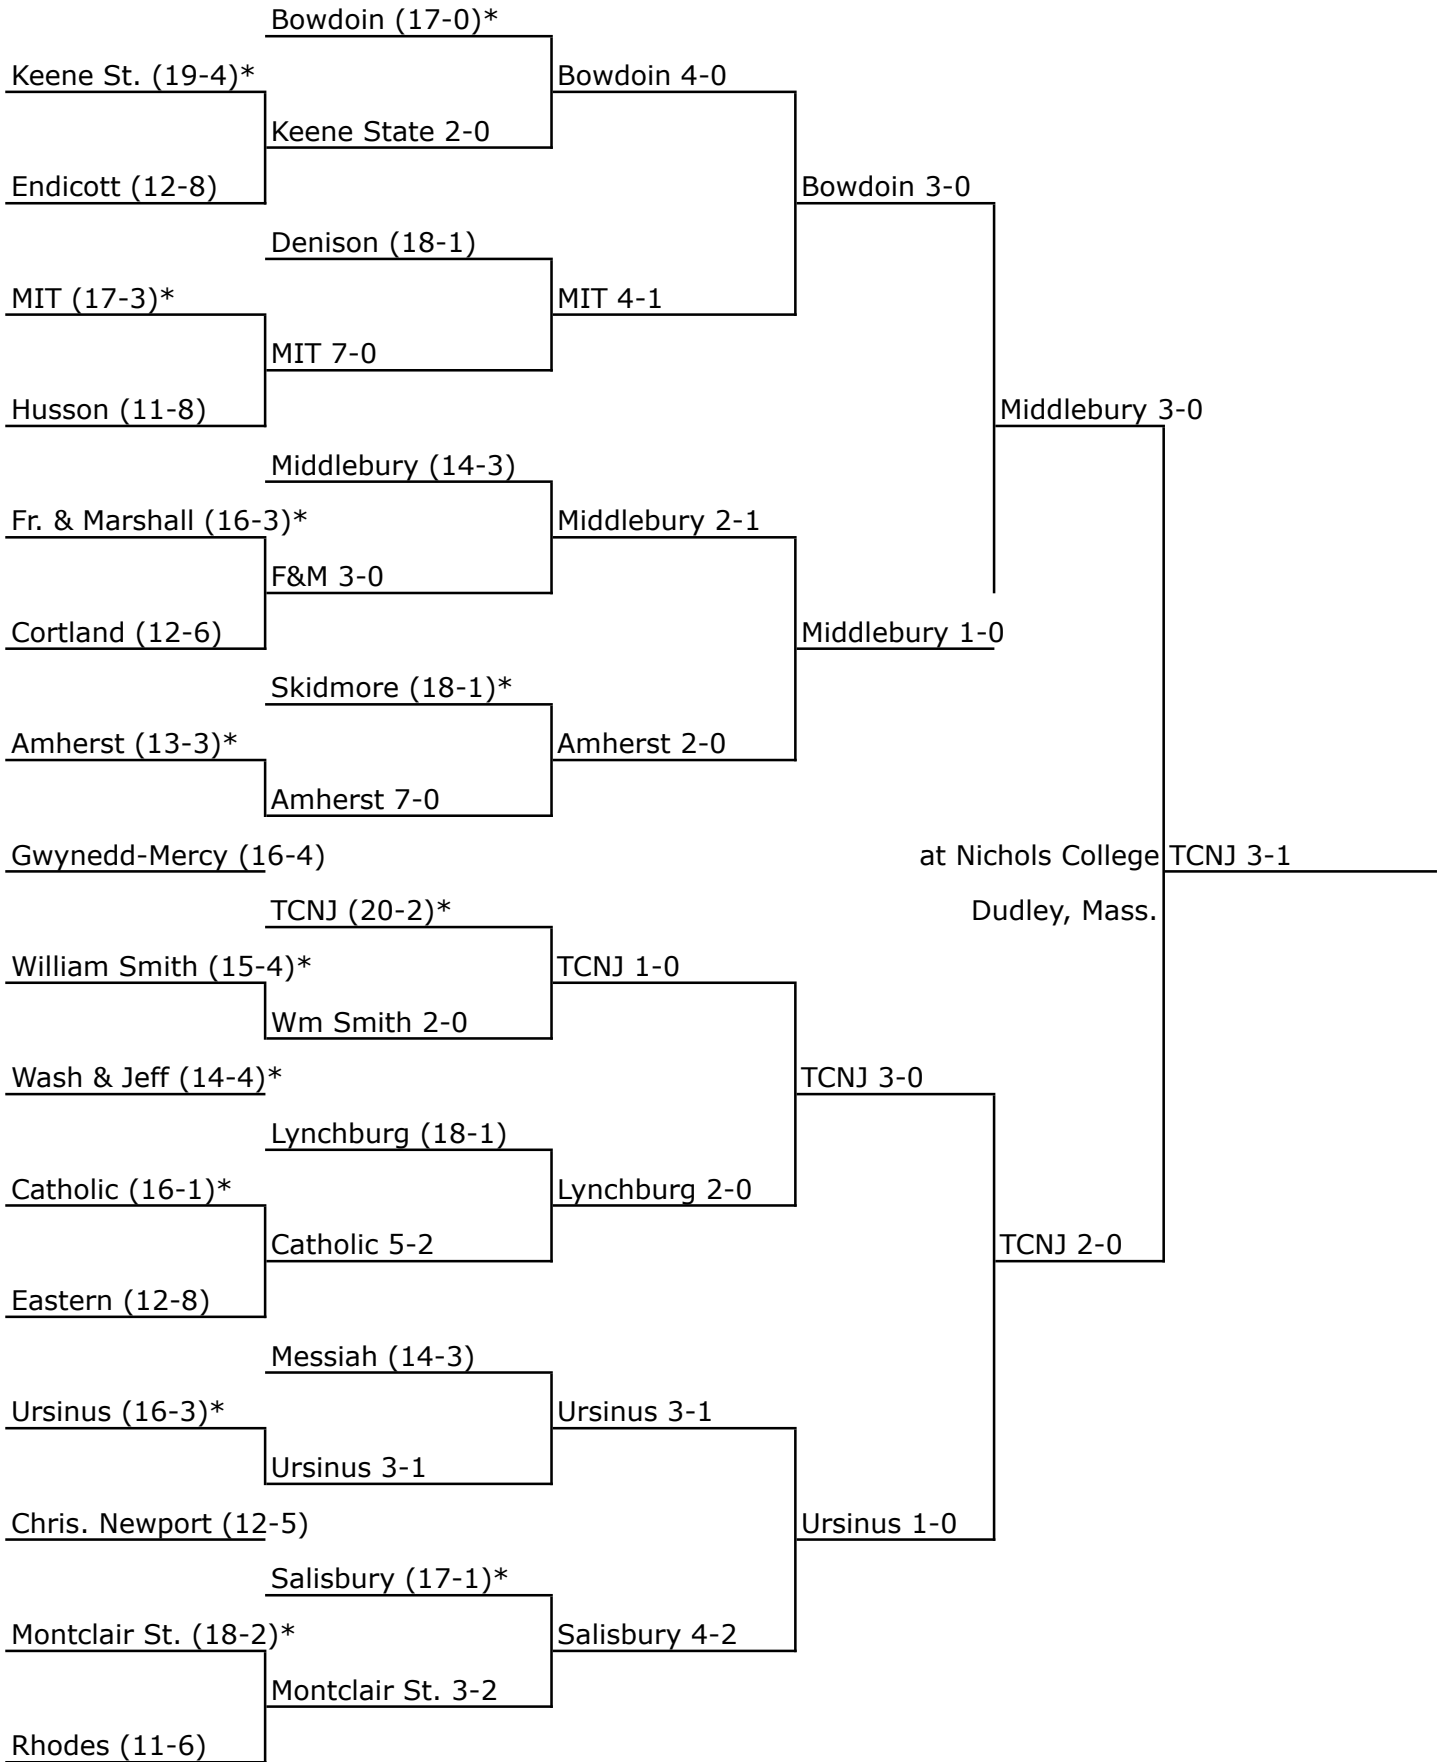 Bowdoin (17-0)*
Keene St. (19-4)*
Bowdoin 4-0
Keene State 2-0
Endicott (12-8)
Bowdoin 3-0
Denison (18-1)
MIT (17-3)*
MIT 4-1
MIT 7-0
Husson (11-8)
Middlebury 3-0
Middlebury (14-3)
Fr. & Marshall (16-3)*
Middlebury 2-1
F&M 3-0
Cortland (12-6)
Middlebury 1-0
Skidmore (18-1)*
Amherst (13-3)*
Amherst 2-0
Amherst 7-0
Gwynedd-Mercy (16-4)
at Nichols College
TCNJ 3-1
TCNJ (20-2)*
Dudley, Mass.
William Smith (15-4)*
TCNJ 1-0
Wm Smith 2-0
Wash & Jeff (14-4)*
TCNJ 3-0
Lynchburg (18-1)
Catholic (16-1)*
Lynchburg 2-0
Catholic 5-2
TCNJ 2-0
Eastern (12-8)
Messiah (14-3)
Ursinus (16-3)*
Ursinus 3-1
Ursinus 3-1
Chris. Newport (12-5)
Ursinus 1-0
Salisbury (17-1)*
Montclair St. (18-2)*
Salisbury 4-2
Montclair St. 3-2
Rhodes (11-6)